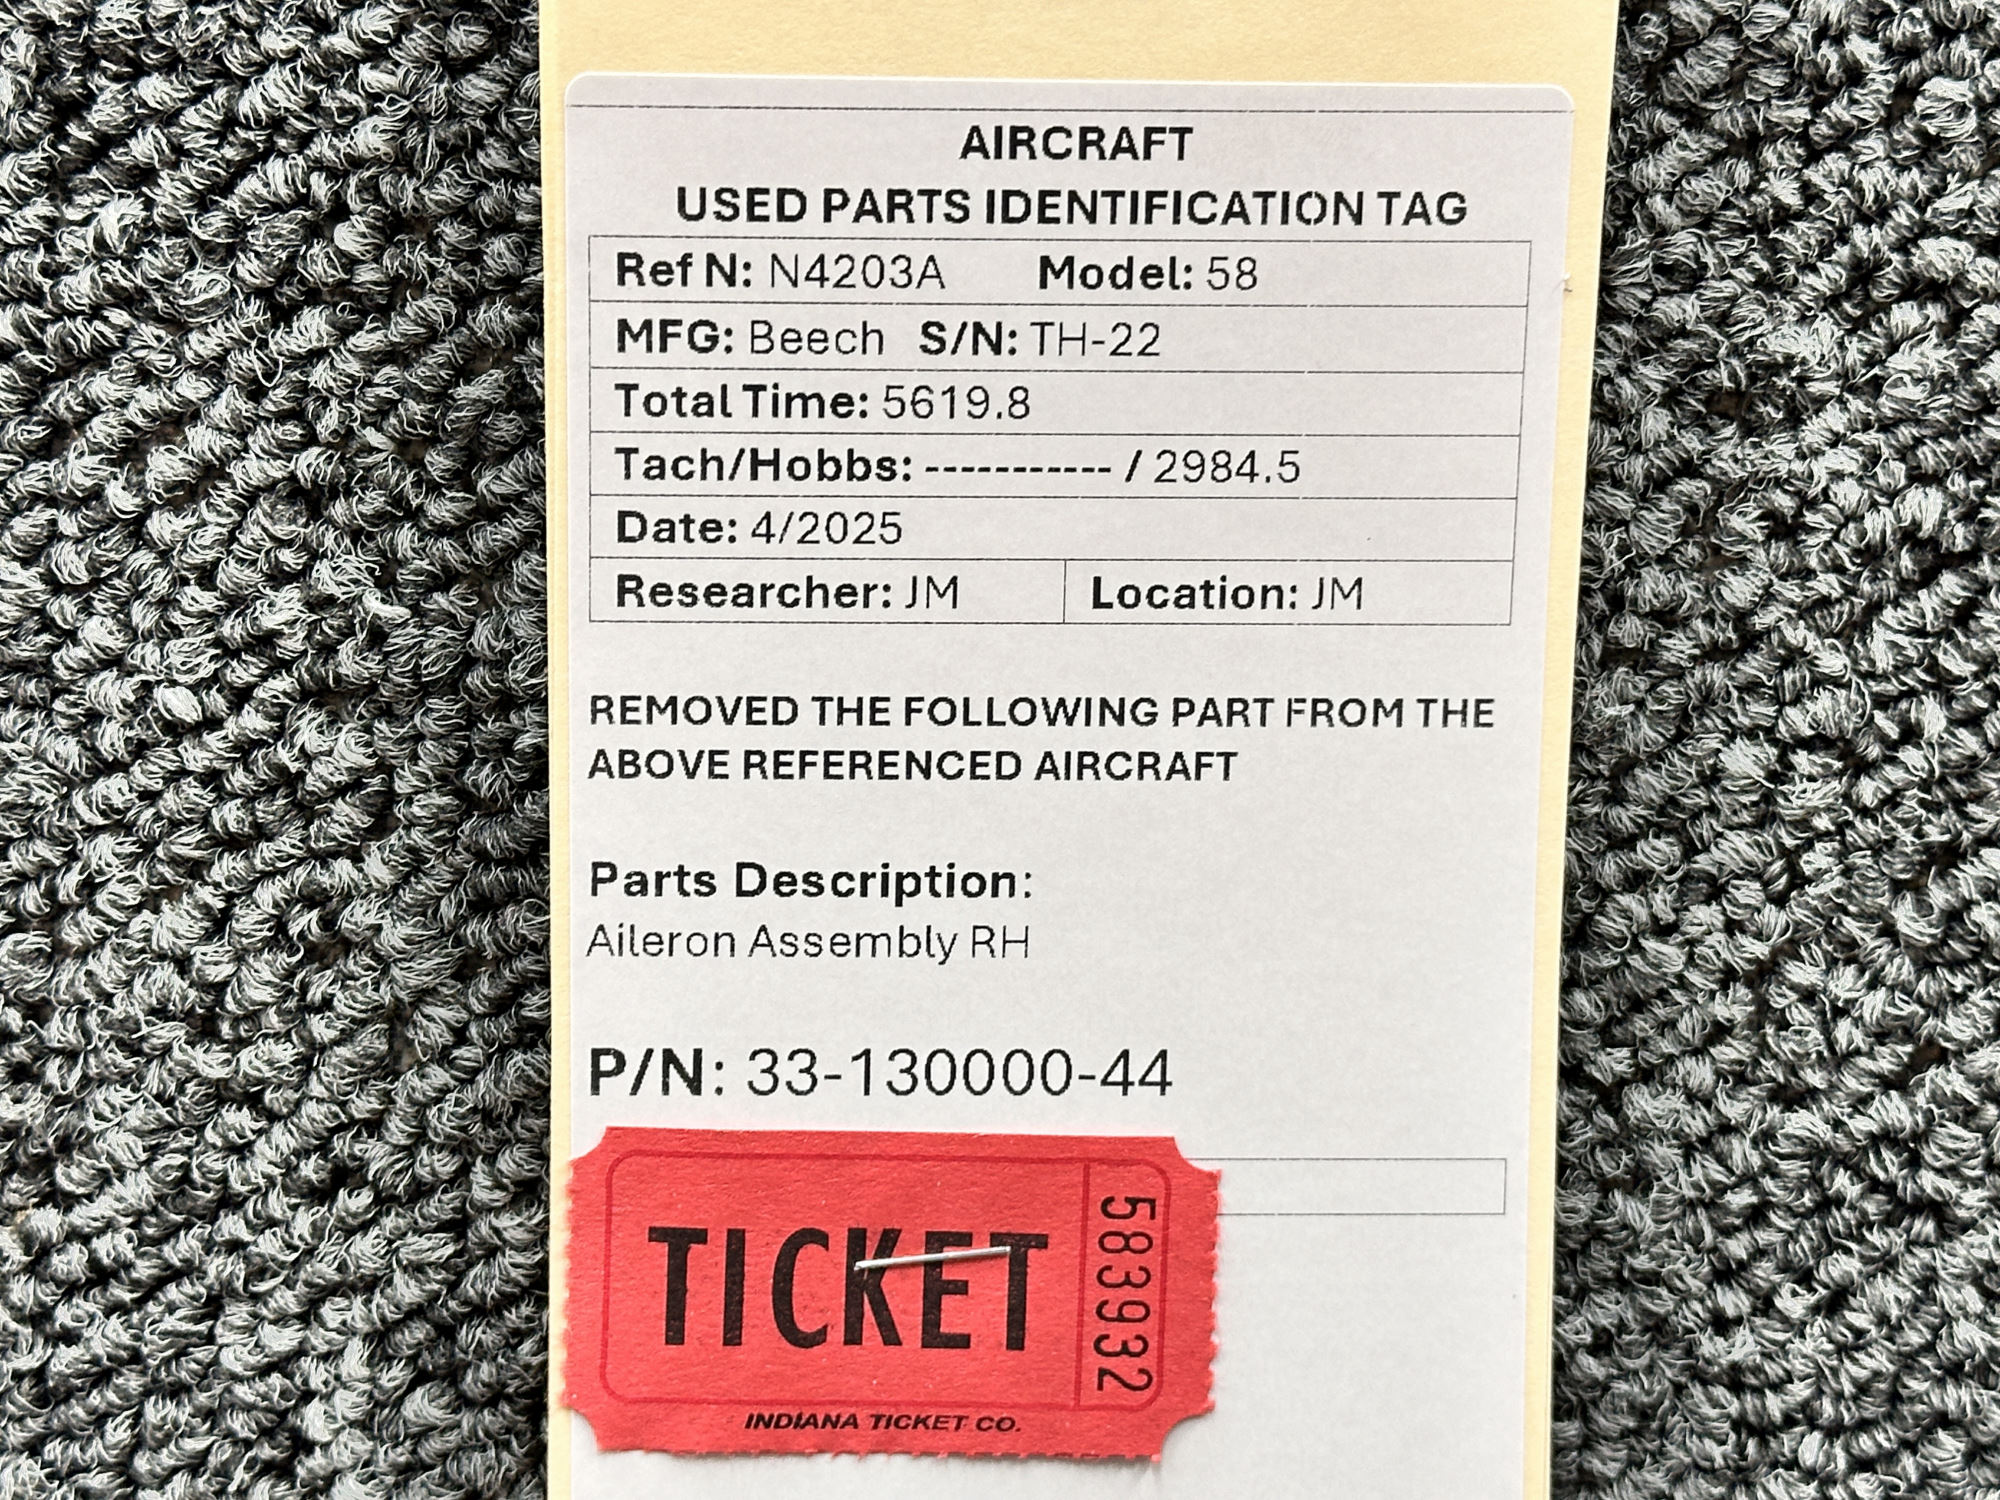 AIRCRAFT
USED PARTS IDENTIFICATION TAG
Ref N: N4203A Model: 58
MFG: Beech S/N: TH-22
Total Time: 5619.8
Tach/Hobbs: ----------- / 2984.5
Date: 4/2025
Researcher: JM Location: JM
REMOVED THE FOLLOWING PART FROM THE
ABOVE REFERENCED AIRCRAFT
Parts Description:
Aileron Assembly RH
P/N: 33-130000-44
TICKET
583932
INDIANA TICKET CO.